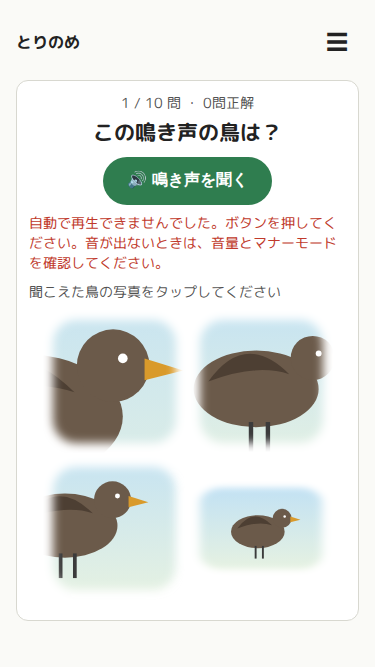 とりのめ
1 / 10 問 · 0問正解
この鳴き声の鳥は？
🔊 鳴き声を聞く
自動で再生できませんでした。ボタンを押してく
ださい。音が出ないときは、音量とマナーモード
を確認してください。
聞こえた鳥の写真をタップしてください